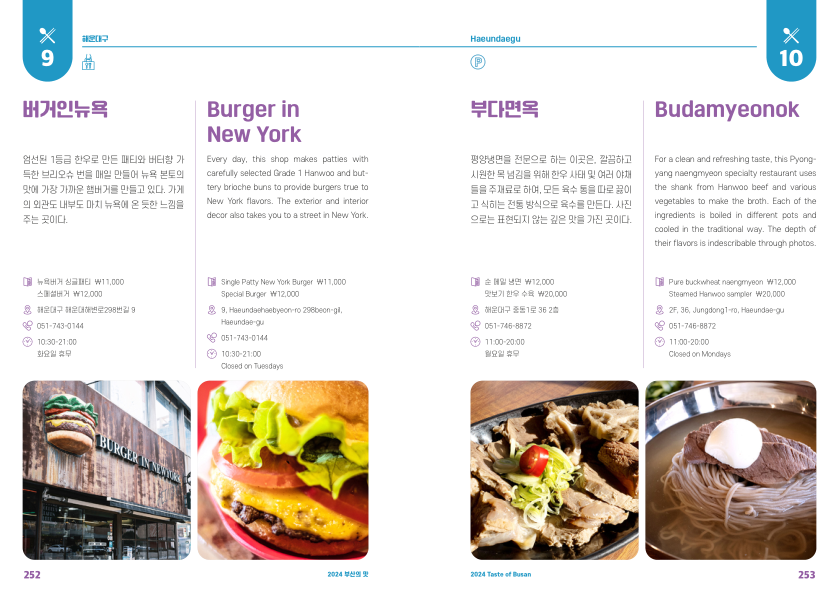 9
해운대구
버거인뉴욕
엄선된 1등급 한우로 만든 패티와 버터향 가
득한 브리오슈 번을 매일 만들어 뉴욕 본토의
맛에 가장 가까운 햄버거를 만들고 있다. 가게
의 외관도 내부도 마치 뉴욕에 온 듯한 느낌을
주는 곳이다.
뉴욕버거 싱글패티 ₩11,000
스페셜버거 ₩12,000
해운대구 해운대해변로298번길 9
051-743-0144
10:30-21:00
화요일 휴무
Burger in
New York
Every day, this shop makes patties with
carefully selected Grade 1 Hanwoo and but-
tery brioche buns to provide burgers true to
New York flavors. The exterior and interior
decor also takes you to a street in New York.
Single Patty New York Burger ₩11,000
Special Burger ₩12,000
9, Haeundaehaebyeon-ro 298beon-gil,
Haeundae-gu
051-743-0144
10:30-21:00
Closed on Tuesdays
BURGER IN NEW YORK
252
2024 부산의 맛
Haeundaegu
10
P
부다면옥
평양냉면을 전문으로 하는 이곳은, 깔끔하고
시원한 목 넘김을 위해 한우 사태 및 여러 야채
들을 주재료로 하여, 모든 육수 통을 따로 끓이
고 식히는 전통 방식으로 육수를 만든다. 사진
으로는 표현되지 않는 깊은 맛을 가진 곳이다.
순 메밀 냉면 ₩12,000
맛보기 한우 수육 ₩20,000
해운대구 중동1로 36 2층
051-746-8872
11:00-20:00
월요일 휴무
Budamyeonok
For a clean and refreshing taste, this Pyong-
yang naengmyeon specialty restaurant uses
the shank from Hanwoo beef and various
vegetables to make the broth. Each of the
ingredients is boiled in different pots and
cooled in the traditional way. The depth of
their flavors is indescribable through photos.
Pure buckwheat naengmyeon ₩12,000
Steamed Hanwoo sampler ₩20,000
2F, 36, Jungdong1-ro, Haeundae-gu
051-746-8872
11:00-20:00
Closed on Mondays
2024 Taste of Busan
253